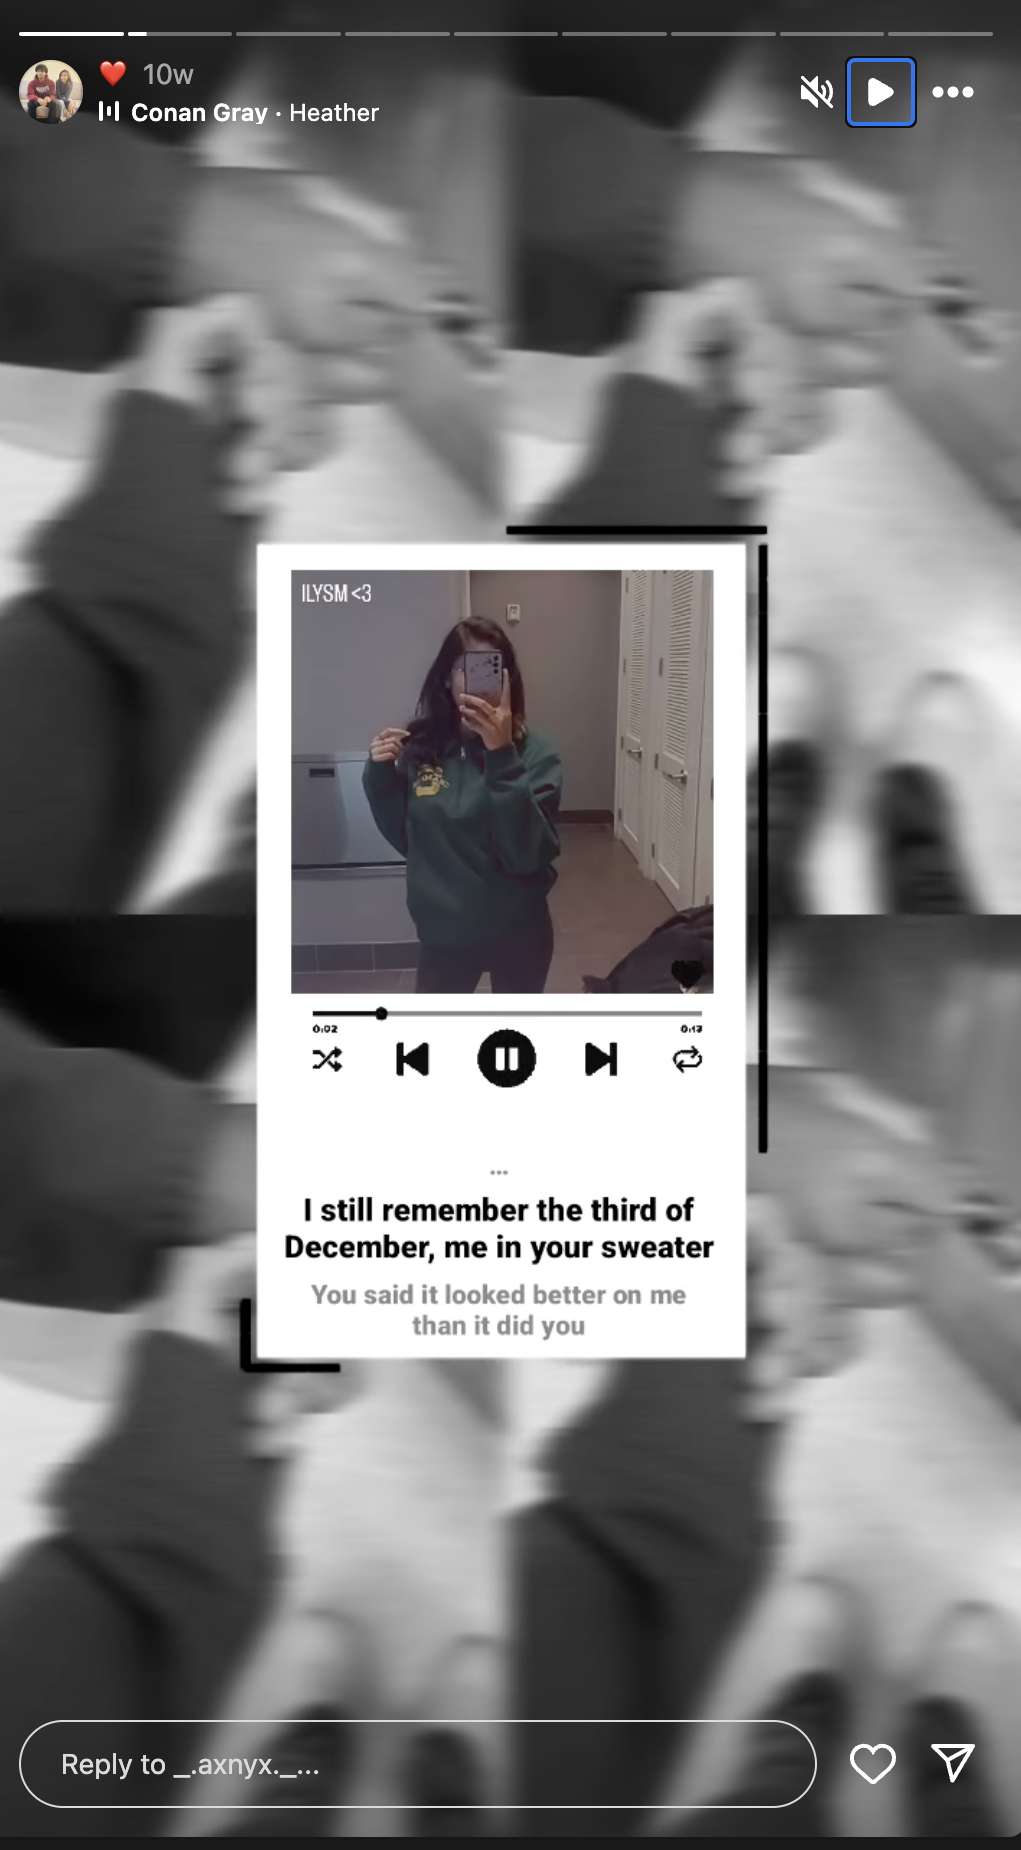 ❤️ 10w
Conan Gray · Heather
ILYSM <3
0:02
0:13
...
I still remember the third of
December, me in your sweater
You said it looked better on me
than it did you
Reply to _.axnyx._...